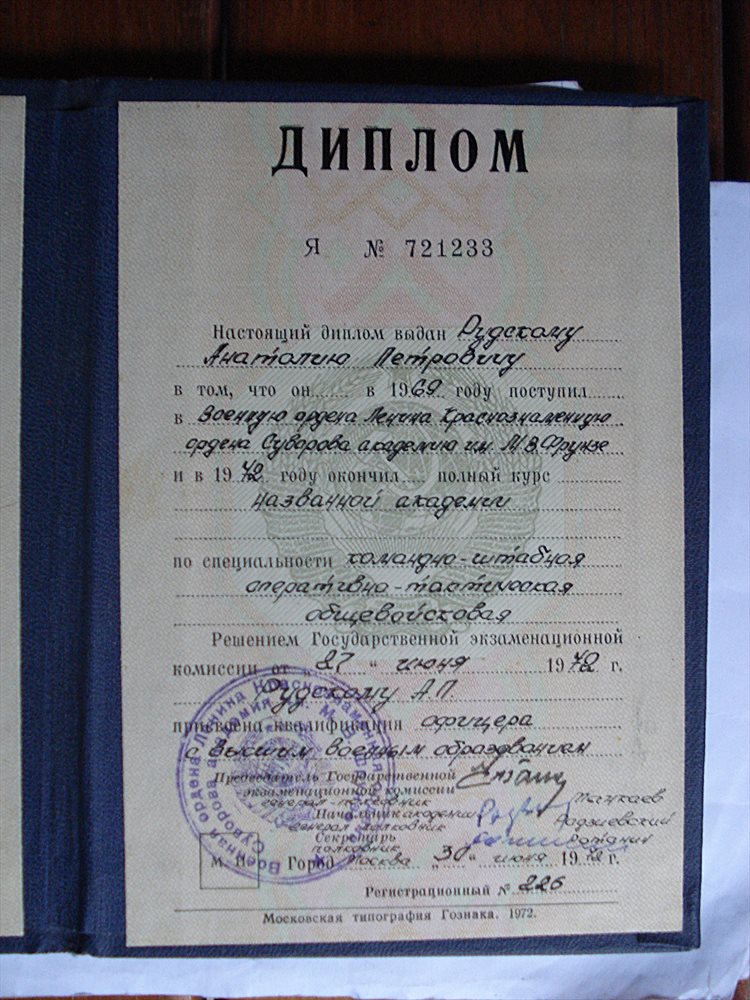 ДИПЛОМ
Я № 721233
Настоящий диплом выдан Рудскому
Анатолию Петровичу
в том, что он в 1969 году поступил
в Военную ордена Ленина Краснознаменную
ордена Суворова академию им. М.В.Фрунзе
и в 1972 году окончил полный курс
названной академии
по специальности командно-штабная
оперативно-тактическая
общевойсковая
Решением Государственной экзаменационной
комиссии от "27" июня 1972 г.
Рудскому А.П.
присвоена квалификация офицера
с высшим военным образованием
Председатель Государственной
экзаменационной комиссии
генерал-полковник Танкаев
Начальник академии
генерал полковник Радзиевский
Секретарь
полковник
М. П. Город Москва "30" июня 1972 г.
Регистрационный № 226
Московская типография Гознака. 1972.